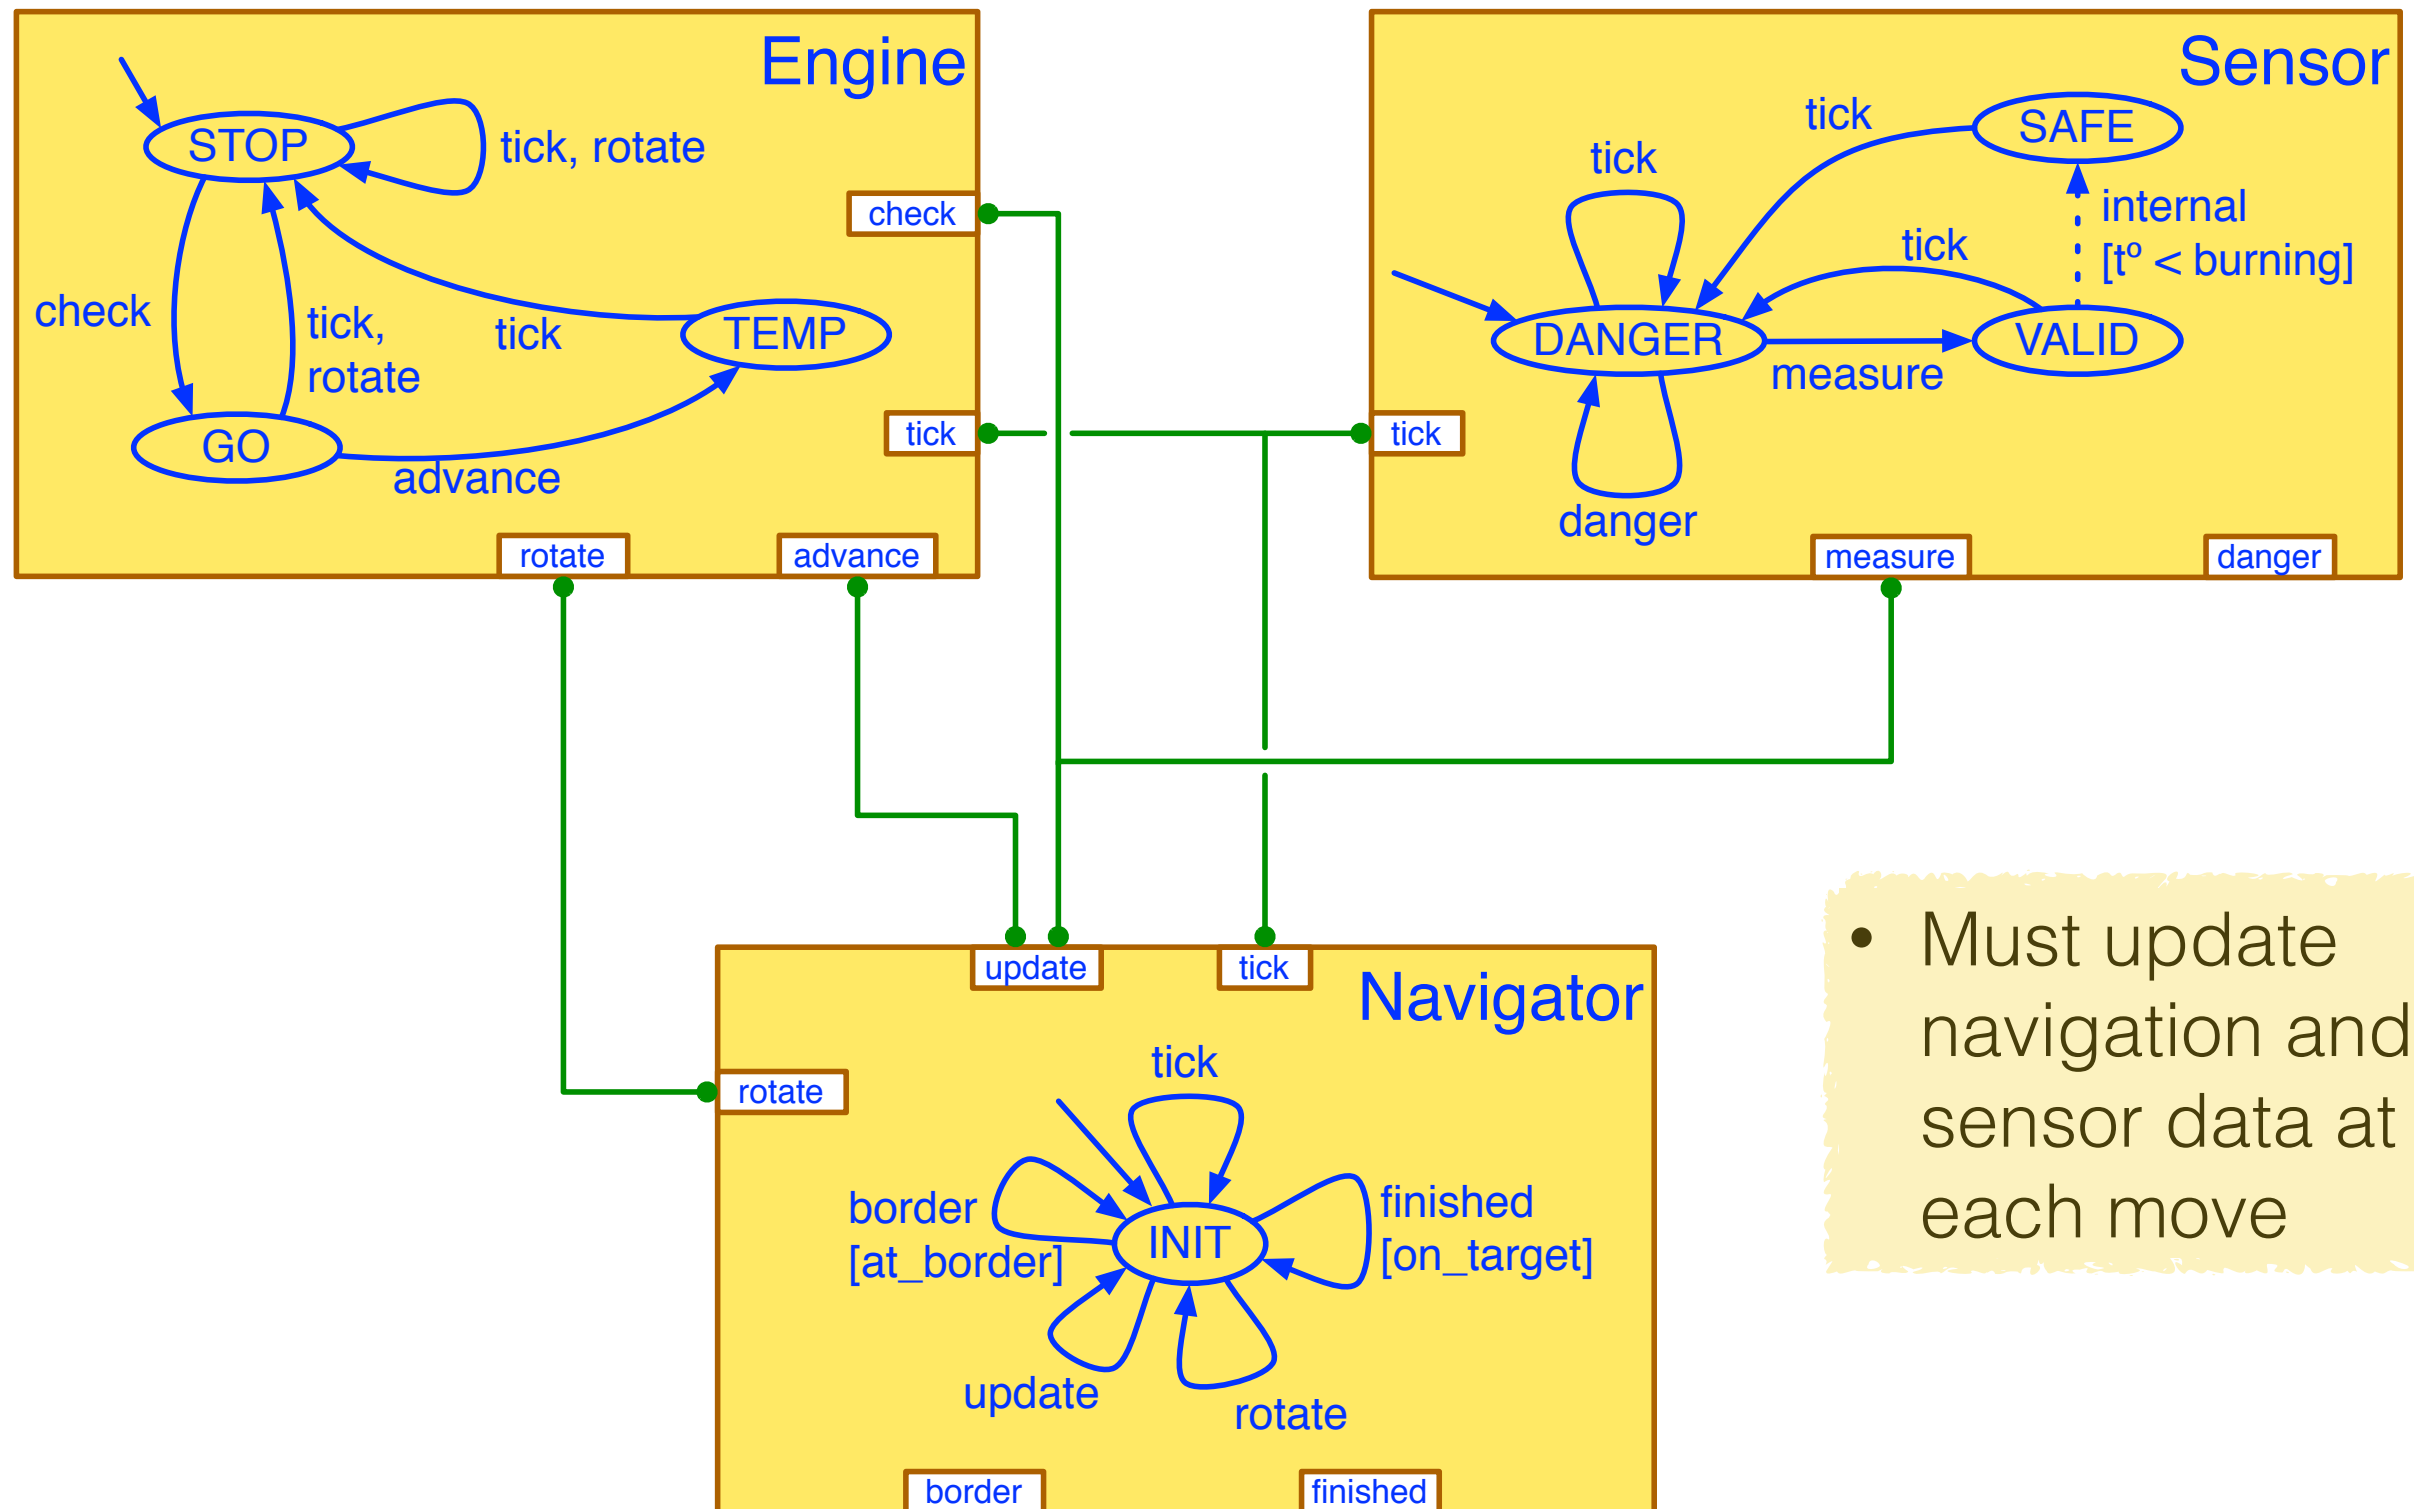 Engine
STOP
tick, rotate
check
check
tick,
rotate
tick
TEMP
GO
advance
tick
rotate
advance
Sensor
tick
SAFE
tick
internal
[tº < burning]
tick
DANGER
VALID
measure
tick
danger
measure
danger
update
tick
Navigator
rotate
tick
border
[at_border]
INIT
finished
[on_target]
update
rotate
border
finished
• Must update
navigation and
sensor data at
each move